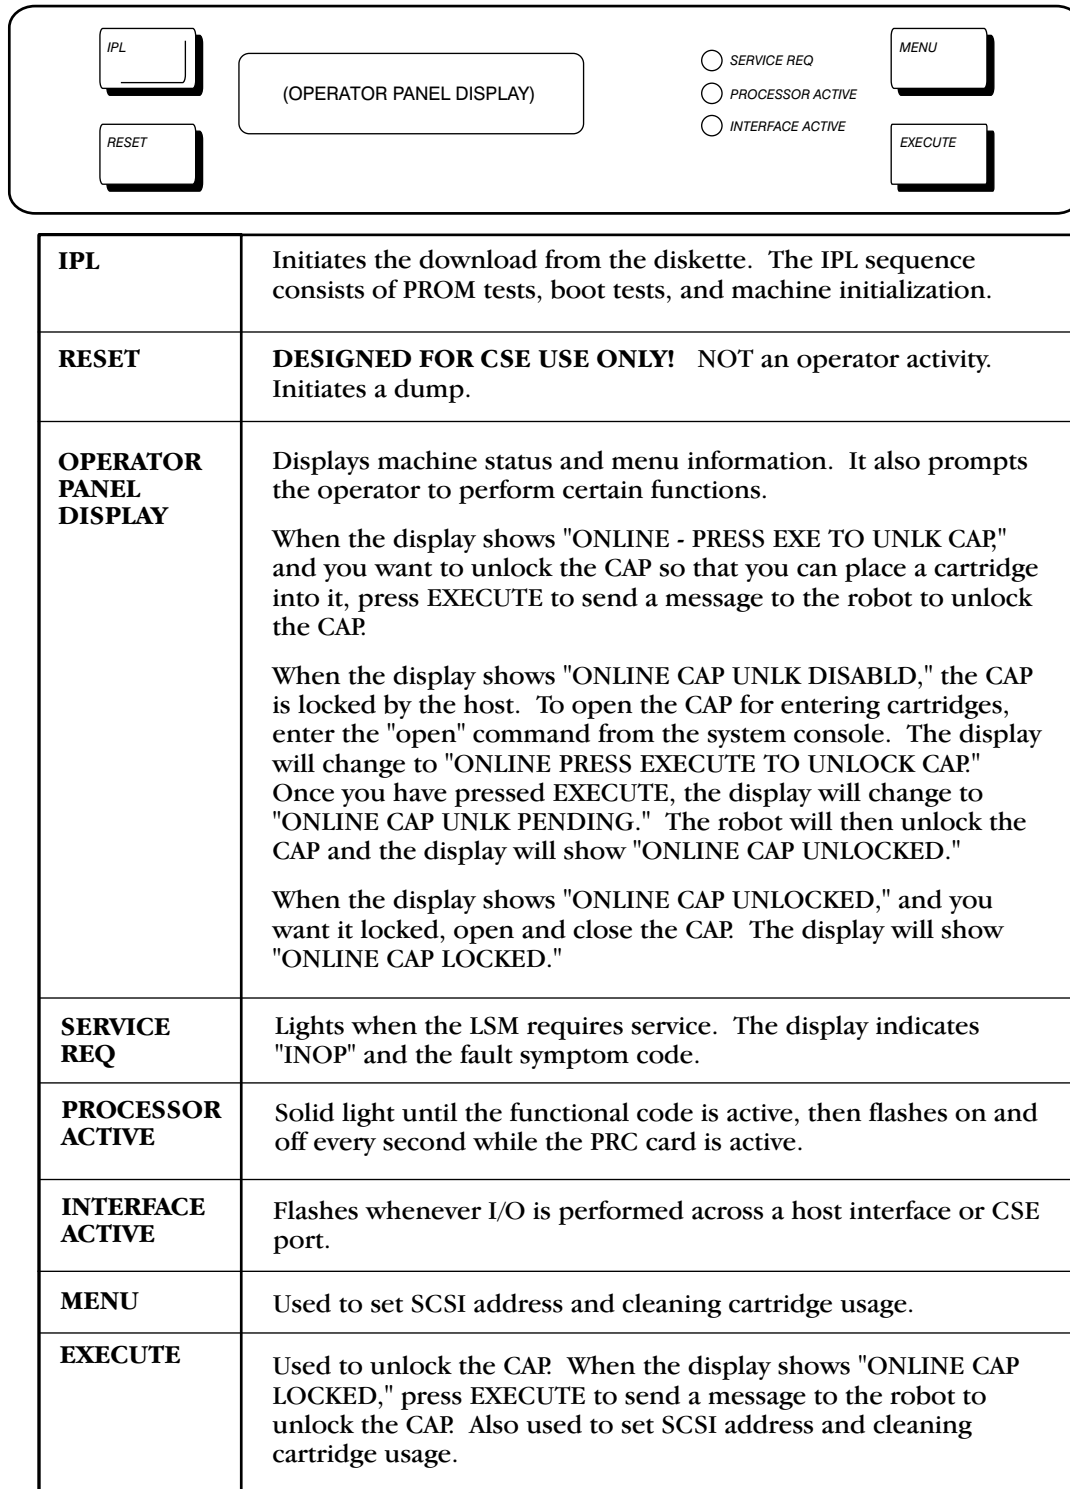 IPL
RESET
(OPERATOR PANEL DISPLAY)
SERVICE REQ
PROCESSOR ACTIVE
INTERFACE ACTIVE
MENU
EXECUTE
IPL
Initiates the download from the diskette. The IPL sequence
consists of PROM tests, boot tests, and machine initialization.
RESET
DESIGNED FOR CSE USE ONLY! NOT an operator activity.
Initiates a dump.
OPERATOR
PANEL
DISPLAY
Displays machine status and menu information. It also prompts
the operator to perform certain functions.
When the display shows "ONLINE - PRESS EXE TO UNLK CAP,"
and you want to unlock the CAP so that you can place a cartridge
into it, press EXECUTE to send a message to the robot to unlock
the CAP.
When the display shows "ONLINE CAP UNLK DISABLD," the CAP
is locked by the host. To open the CAP for entering cartridges,
enter the "open" command from the system console. The display
will change to "ONLINE PRESS EXECUTE TO UNLOCK CAP."
Once you have pressed EXECUTE, the display will change to
"ONLINE CAP UNLK PENDING." The robot will then unlock the
CAP and the display will show "ONLINE CAP UNLOCKED."
When the display shows "ONLINE CAP UNLOCKED," and you
want it locked, open and close the CAP. The display will show
"ONLINE CAP LOCKED."
SERVICE
REQ
Lights when the LSM requires service. The display indicates
"INOP" and the fault symptom code.
PROCESSOR
ACTIVE
Solid light until the functional code is active, then flashes on and
off every second while the PRC card is active.
INTERFACE
ACTIVE
Flashes whenever I/O is performed across a host interface or CSE
port.
MENU
Used to set SCSI address and cleaning cartridge usage.
EXECUTE
Used to unlock the CAP. When the display shows "ONLINE CAP
LOCKED," press EXECUTE to send a message to the robot to
unlock the CAP. Also used to set SCSI address and cleaning
cartridge usage.